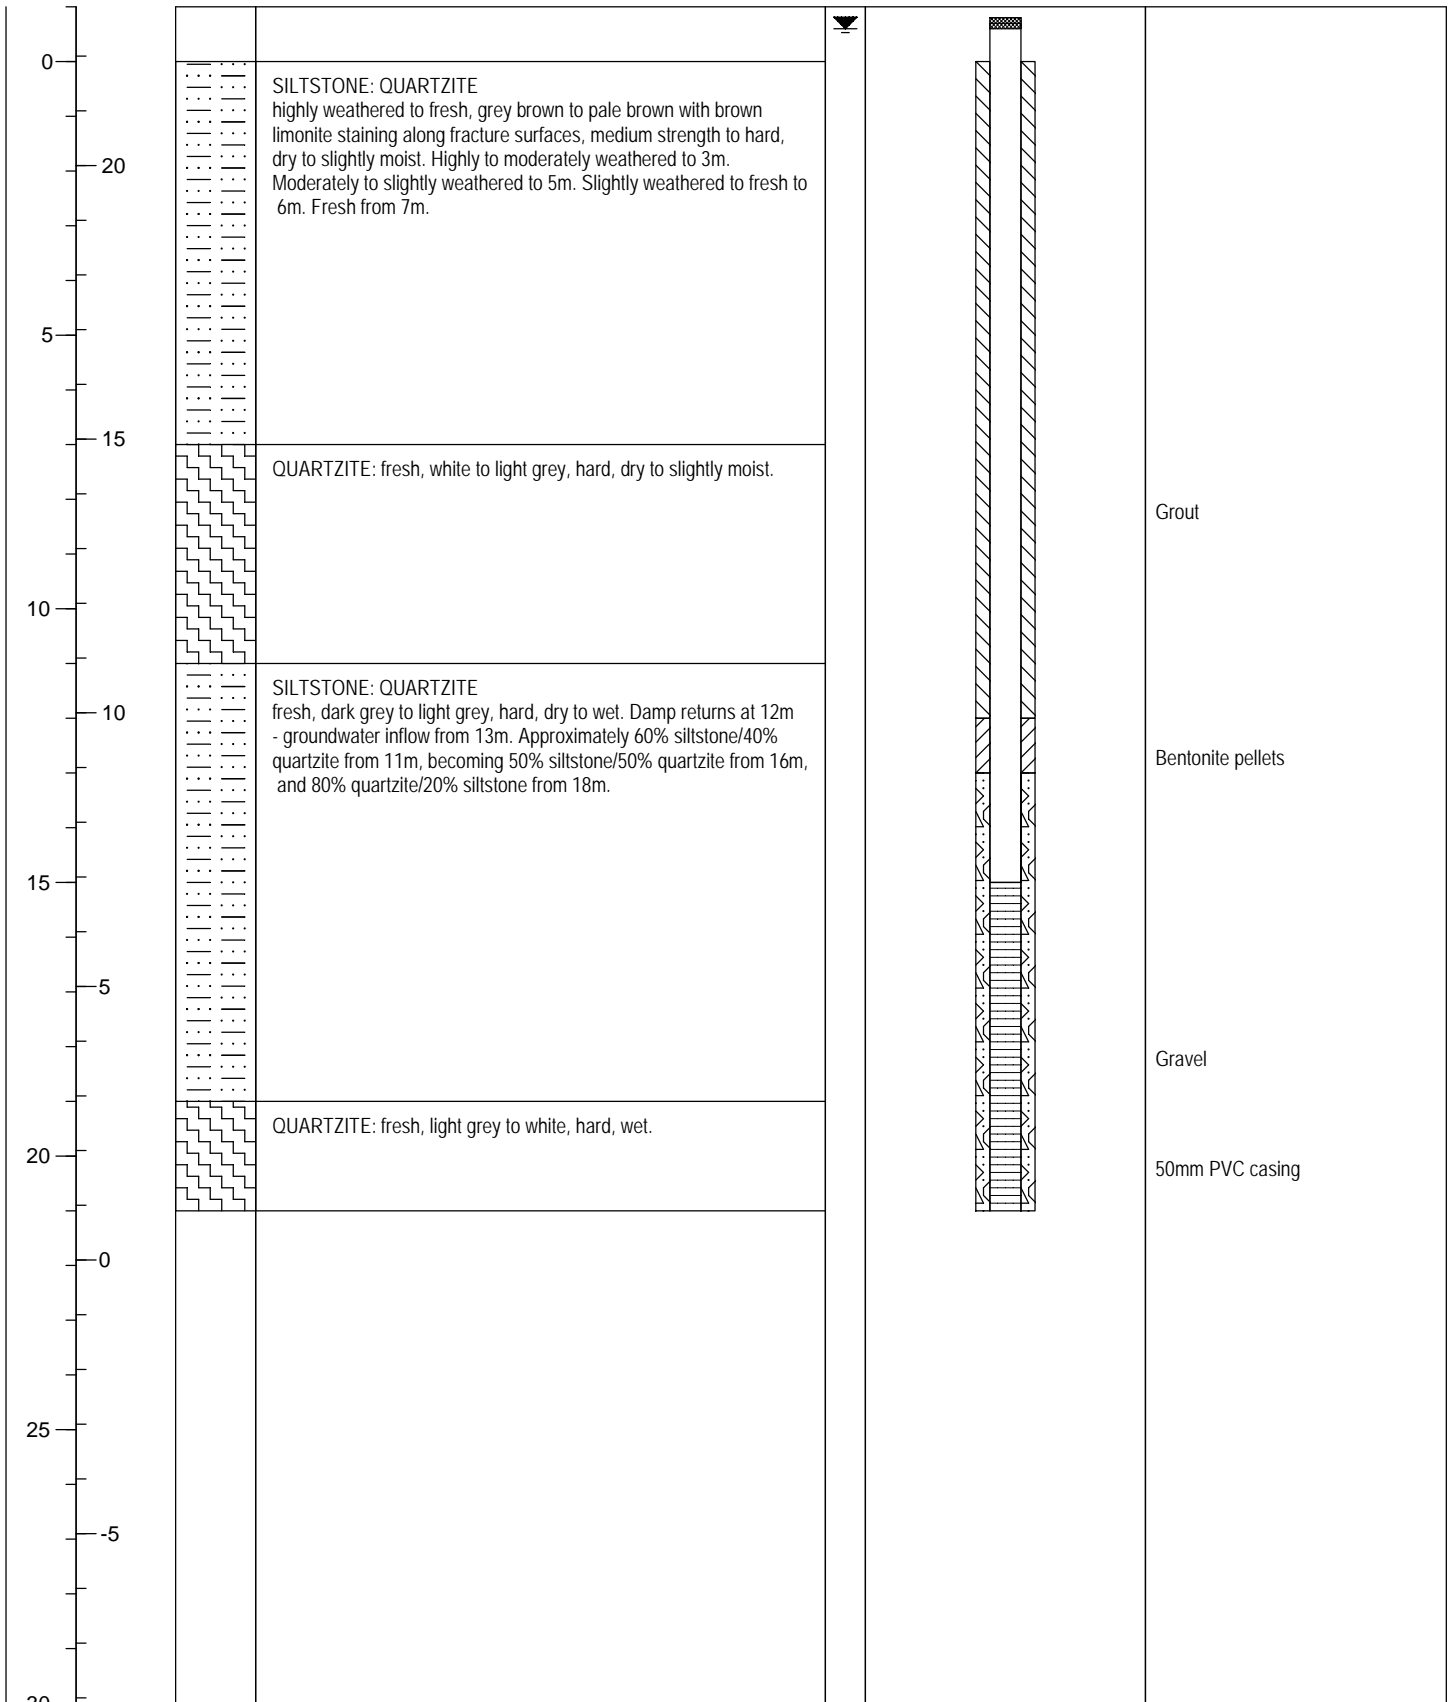 0
SILTSTONE: QUARTZITE
highly weathered to fresh, grey brown to pale brown with brown
limonite staining along fracture surfaces, medium strength to hard,
dry to slightly moist. Highly to moderately weathered to 3m.
20
Moderately to slightly weathered to 5m. Slightly weathered to fresh to
6m. Fresh from 7m.
5
15
QUARTZITE: fresh, white to light grey, hard, dry to slightly moist.
Grout
10
SILTSTONE: QUARTZITE
fresh, dark grey to light grey, hard, dry to wet. Damp returns at 12m
10
- groundwater inflow from 13m. Approximately 60% siltstone/40%
quartzite from 11m, becoming 50% siltstone/50% quartzite from 16m,
Bentonite pellets
and 80% quartzite/20% siltstone from 18m.
15
5
Gravel
QUARTZITE: fresh, light grey to white, hard, wet.
20
50mm PVC casing
0
25
-5
30